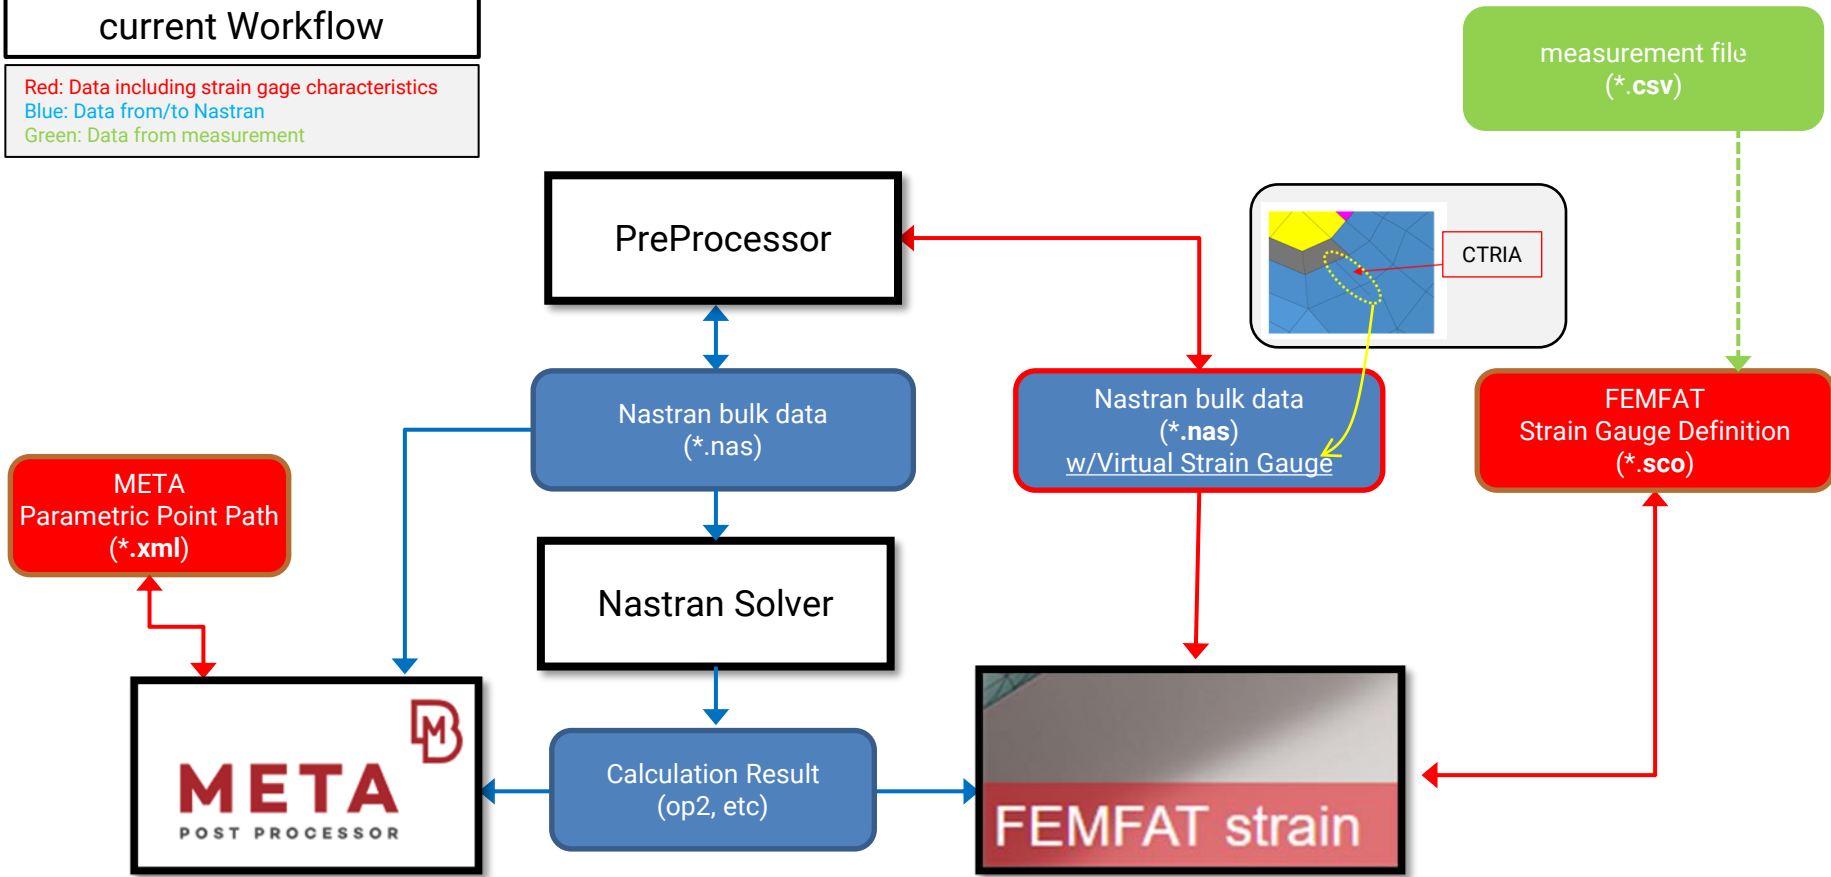 current Workflow
Red: Data including strain gage characteristics
Blue: Data from/to Nastran
Green: Data from measurement
measurement file
(*.csv)
PreProcessor
CTRIA
Nastran bulk data
(*.nas)
Nastran bulk data
(*.nas)
w/Virtual Strain Gauge
FEMFAT
Strain Gauge Definition
(*.sco)
META
Parametric Point Path
(*.xml)
Nastran Solver
META
POST PROCESSOR
Calculation Result
(op2, etc)
FEMFAT strain